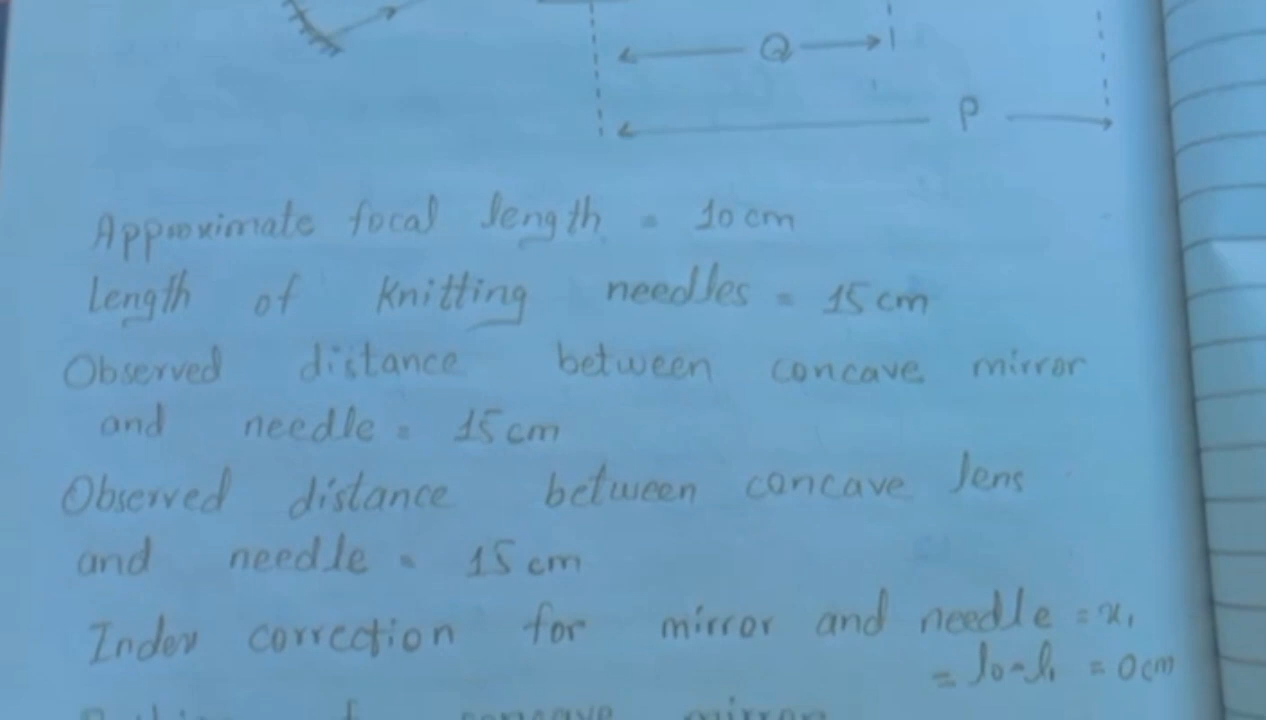 Q
P
Approximate focal length = 10 cm
Length of Knitting needles = 15 cm
Observed distance between concave mirror
and needle = 15 cm
Observed distance between concave lens
and needle = 15 cm
Index correction for mirror and needle = x₁
= l₀-l₁ = 0 cm
concave mirror